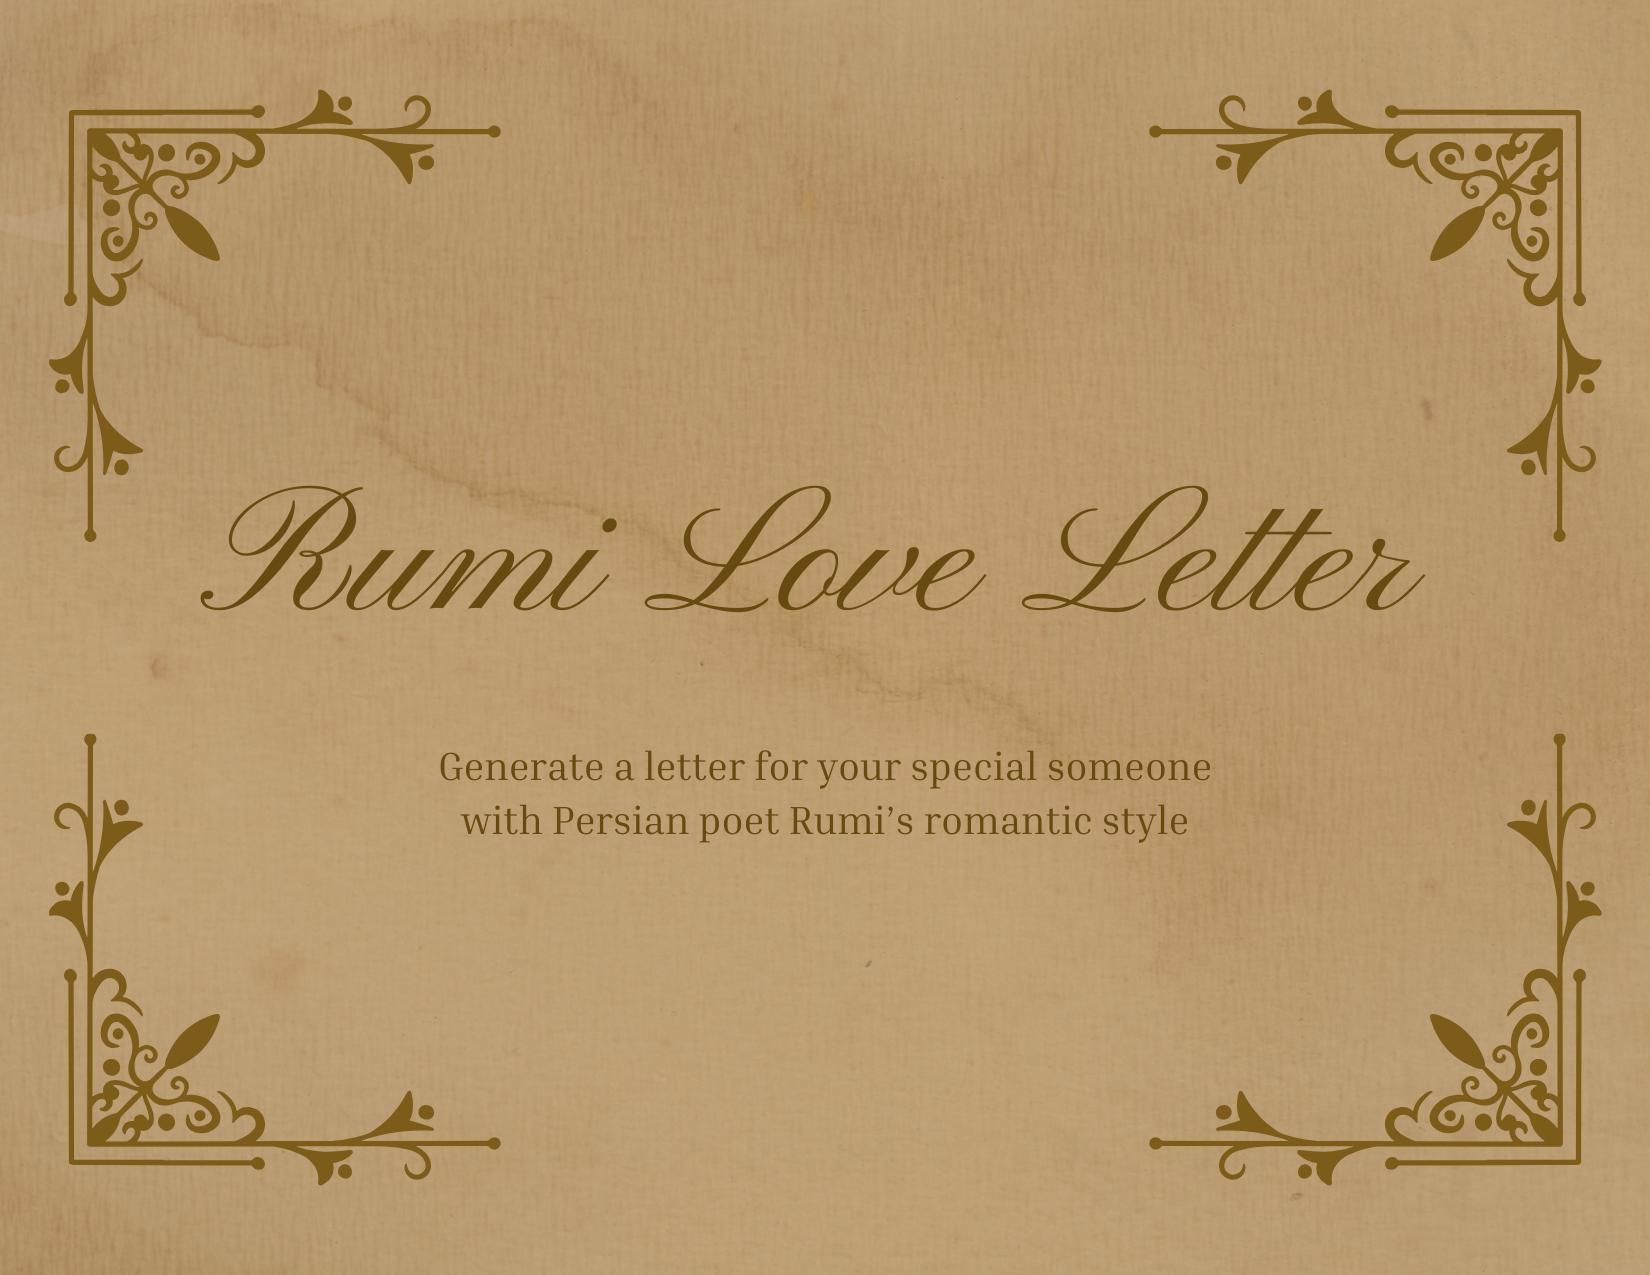 Rumi Love Letter
Generate a letter for your special someone
with Persian poet Rumi’s romantic style